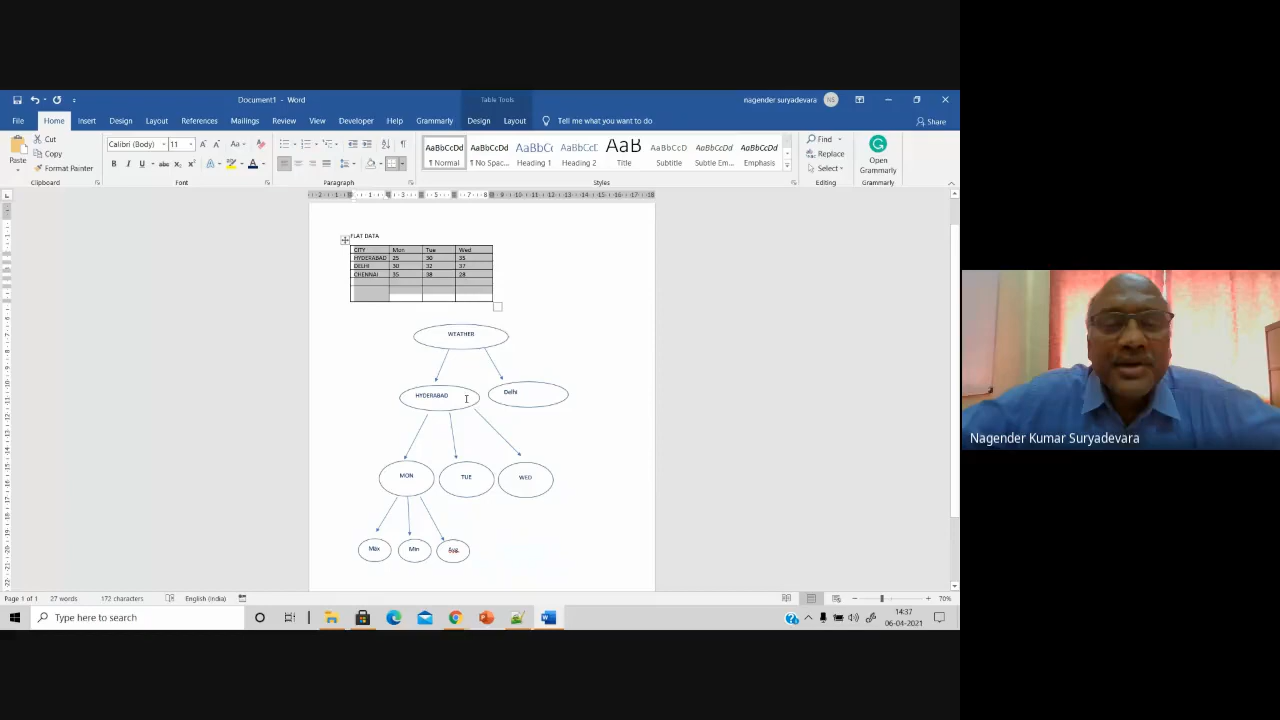 Document1 - Word
Table Tools
nagender suryadevara
NS
File Home Insert Design Layout References Mailings Review View Developer Help Grammarly Design Layout Tell me what you want to do
Share
Paste
Cut
Copy
Format Painter
Clipboard
Calibri (Body) 11
Font
Paragraph
AaBbCcDd AaBbCcDd AaBbCc AaBbCcD AaB AaBbCcD AaBbCcDd AaBbCcDd
¶ Normal ¶ No Spac... Heading 1 Heading 2 Title Subtitle Subtle Em... Emphasis
Styles
Find
Replace
Select
Editing
Open
Grammarly
Grammarly
FLAT DATA
CITY Mon Tue Wed
HYDERABAD 25 30 35
DELHI 30 32 37
CHENNAI 35 38 28
WEATHER
HYDERABAD
Delhi
MON
TUE
WED
Max
Min
Nagender Kumar Suryadevara
Page 1 of 1 27 words 172 characters English (India)
70%
Type here to search
14:37
06-04-2021